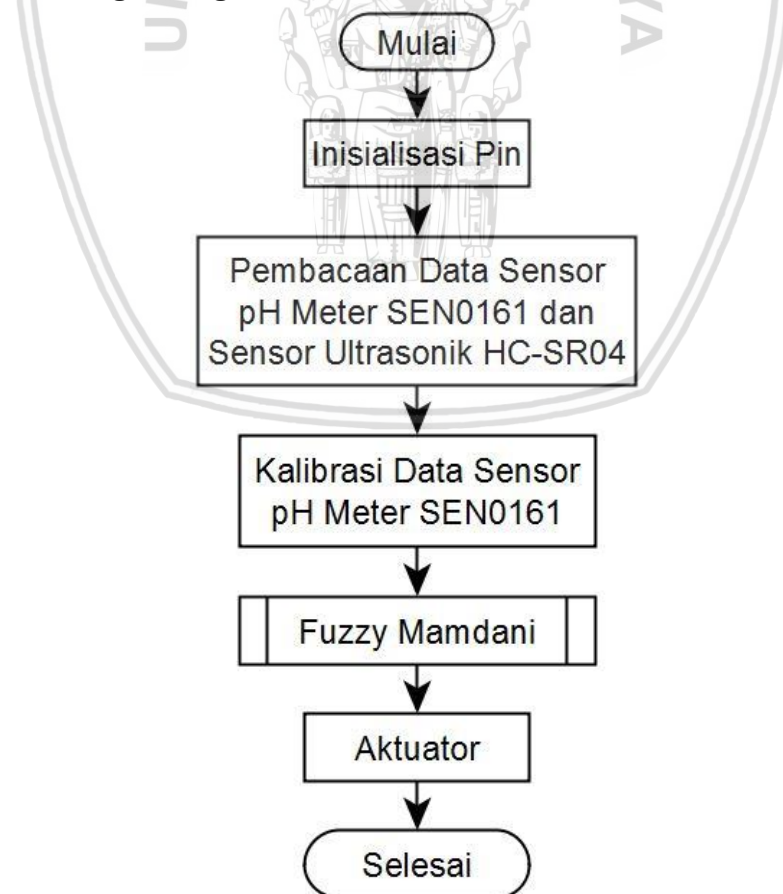 Mulai
Inisialisasi Pin
Pembacaan Data Sensor
pH Meter SEN0161 dan
Sensor Ultrasonik HC-SR04
Kalibrasi Data Sensor
pH Meter SEN0161
Fuzzy Mamdani
Aktuator
Selesai